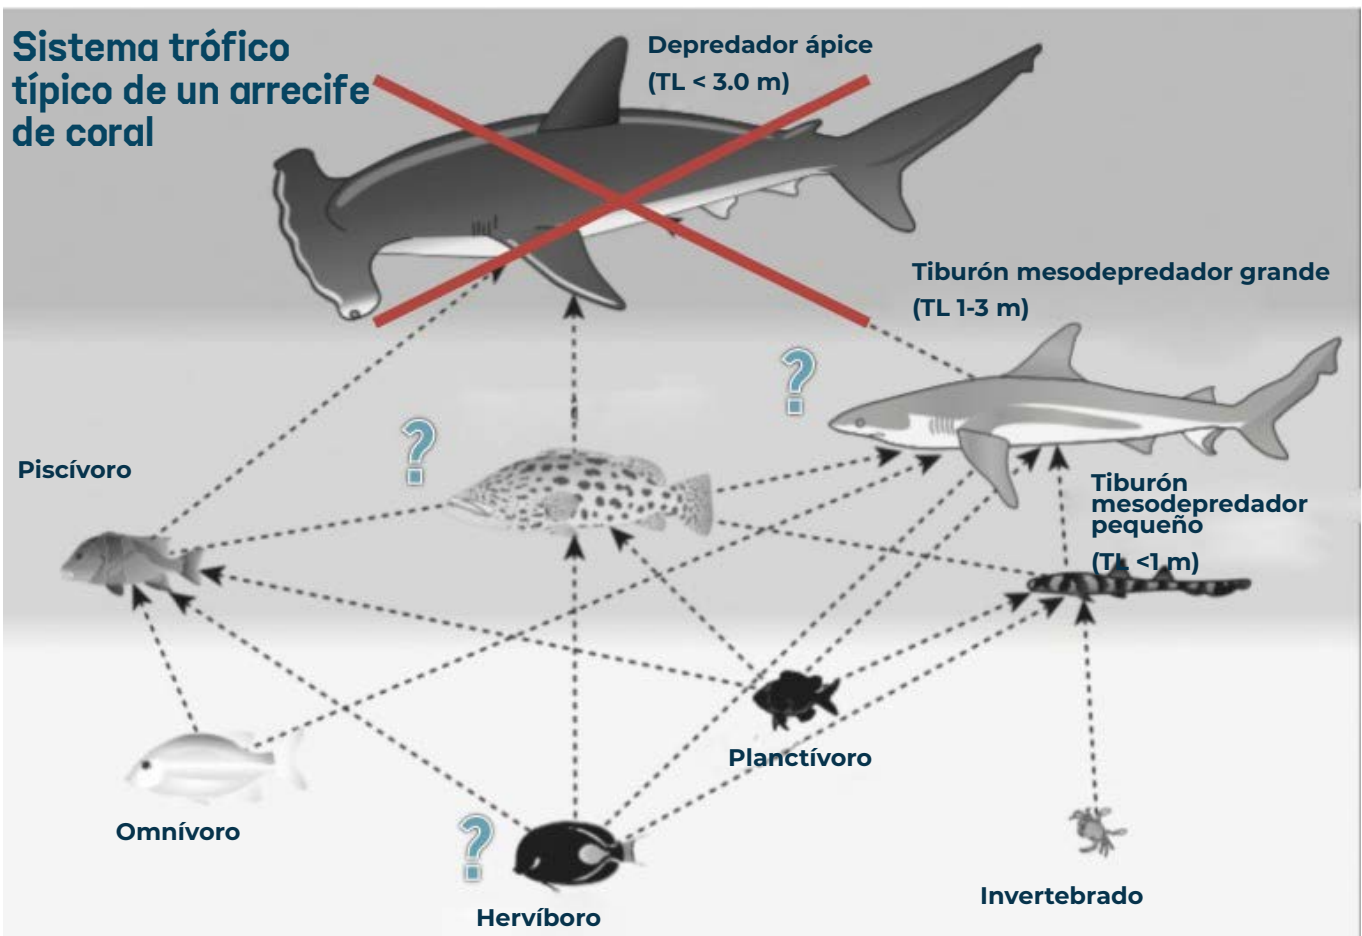 Sistema trófico
típico de un arrecife
de coral
Depredador ápice
(TL < 3.0 m)
Tiburón mesodepredador grande
(TL 1-3 m)
?
?
Piscívoro
Tiburón
mesodepredador
pequeño
(TL <1 m)
Planctívoro
Omnívoro
?
Invertebrado
Hervíboro